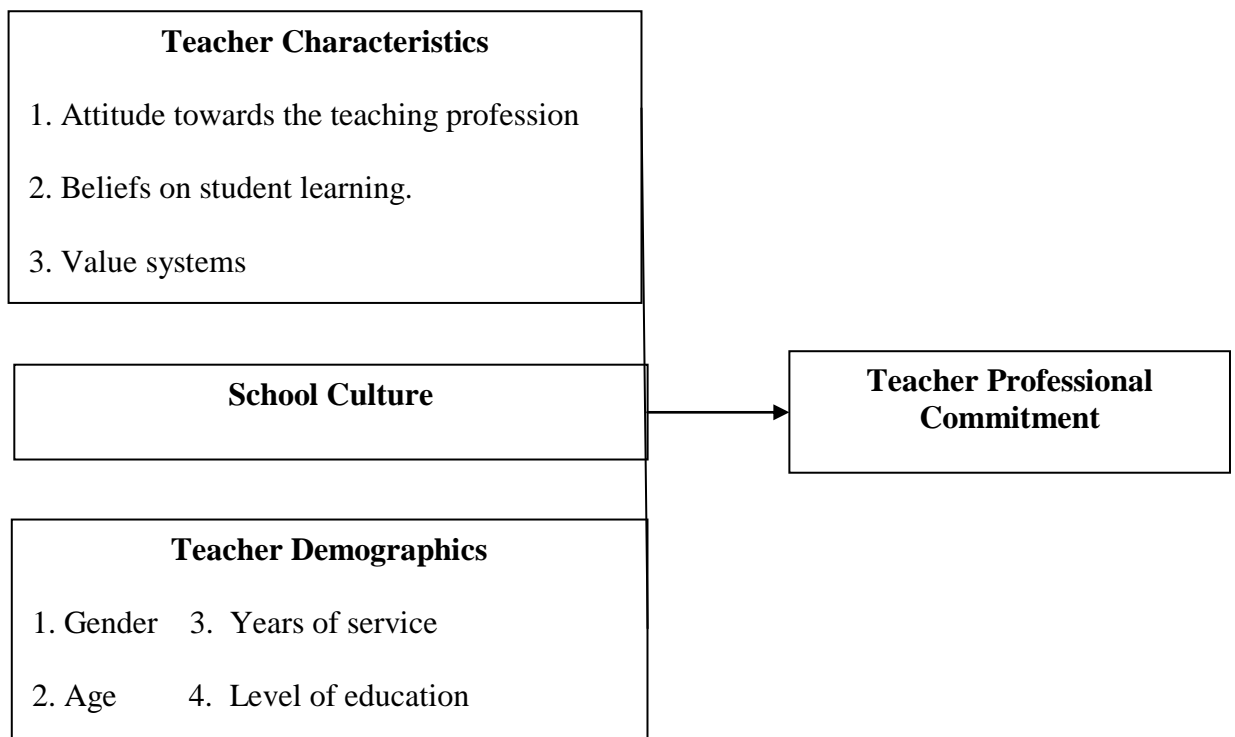 Teacher Characteristics
1. Attitude towards the teaching profession
2. Beliefs on student learning.
3. Value systems
School Culture
Teacher Professional
Commitment
Teacher Demographics
1. Gender 3. Years of service
2. Age 4. Level of education